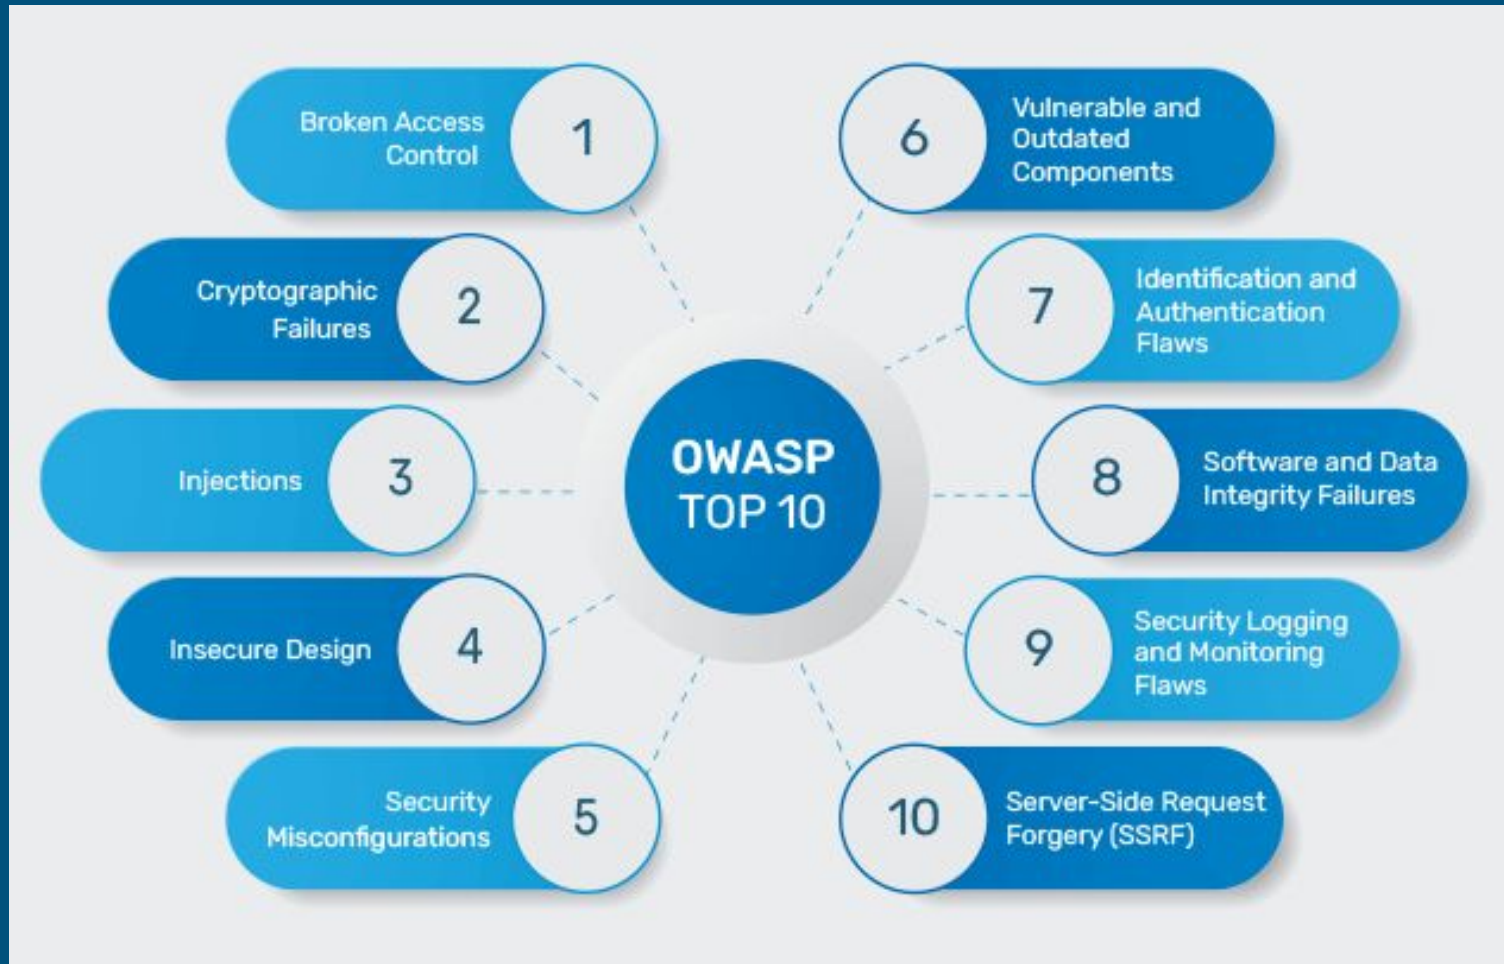 Broken Access
Control
1
Cryptographic
Failures
2
Injections
3
Insecure Design
4
Security
Misconfigurations
5
OWASP
TOP 10
6
Vulnerable and
Outdated
Components
7
Identification and
Authentication
Flaws
8
Software and Data
Integrity Failures
9
Security Logging
and Monitoring
Flaws
10
Server-Side Request
Forgery (SSRF)